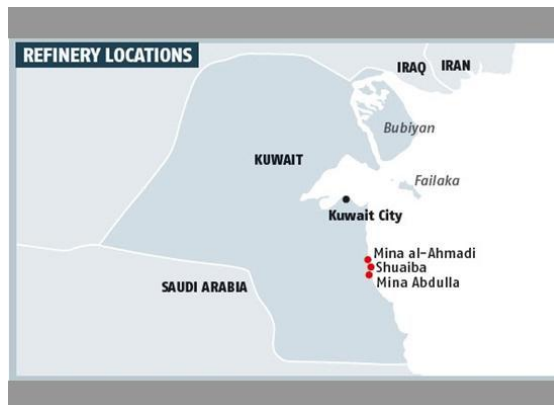 REFINERY LOCATIONS
IRAQ
IRAN
Bubiyan
KUWAIT
Failaka
Kuwait City
Mina al-Ahmadi
Shuaiba
Mina Abdulla
SAUDI ARABIA